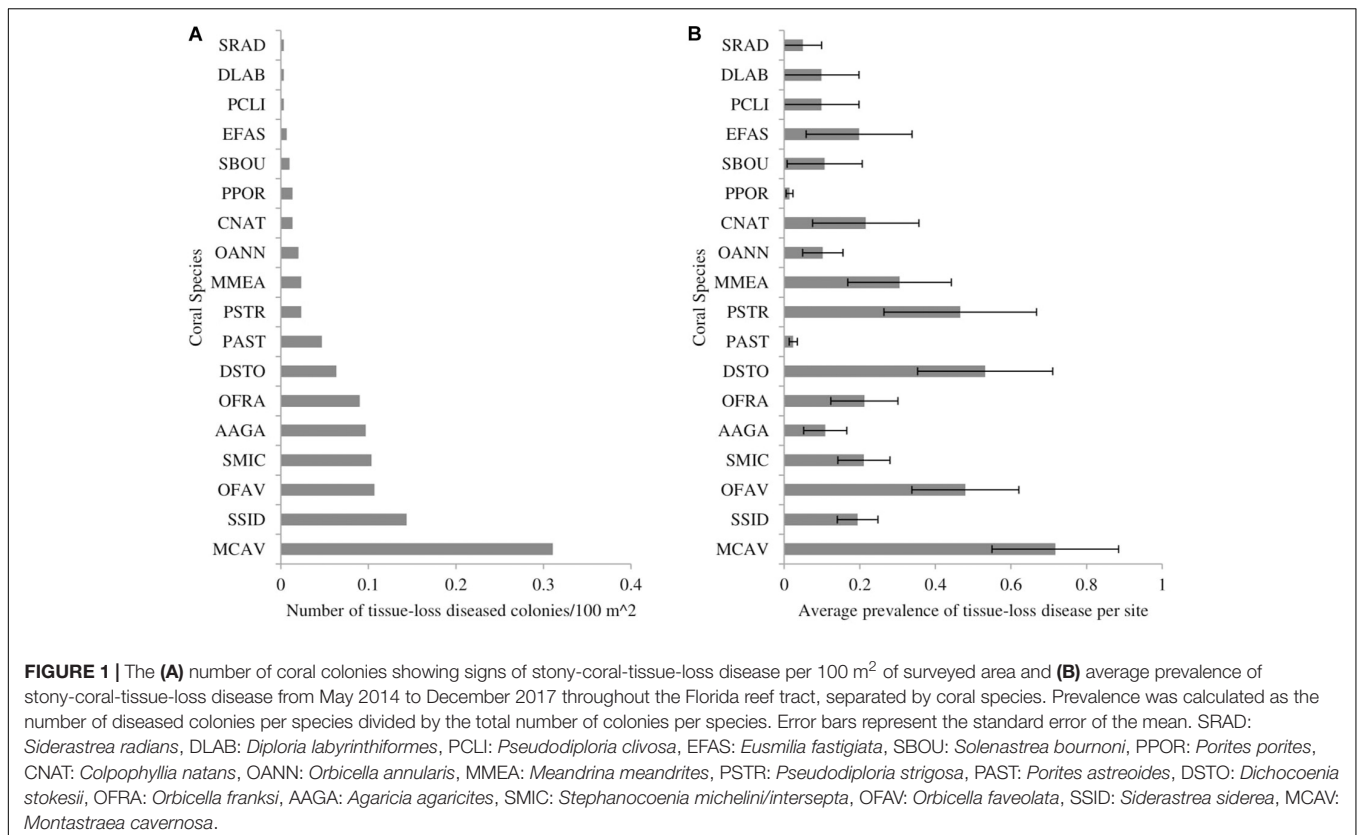 A
SRAD
DLAB
PCLI
EFAS
SBOU
PPOR
CNAT
OANN
MMEA
PSTR
PAST
DSTO
OFRA
AAGA
SMIC
OFAV
SSID
MCAV
Coral Species
0 0.1 0.2 0.3 0.4
Number of tissue-loss diseased colonies/100 m^2
B
SRAD
DLAB
PCLI
EFAS
SBOU
PPOR
CNAT
OANN
MMEA
PSTR
PAST
DSTO
OFRA
AAGA
SMIC
OFAV
SSID
MCAV
Coral Species
0 0.2 0.4 0.6 0.8 1
Average prevalence of tissue-loss disease per site
FIGURE 1 | The (A) number of coral colonies showing signs of stony-coral-tissue-loss disease per 100 m² of surveyed area and (B) average prevalence of
stony-coral-tissue-loss disease from May 2014 to December 2017 throughout the Florida reef tract, separated by coral species. Prevalence was calculated as the
number of diseased colonies per species divided by the total number of colonies per species. Error bars represent the standard error of the mean. SRAD:
Siderastrea radians, DLAB: Diploria labyrinthiformes, PCLI: Pseudodiploria clivosa, EFAS: Eusmilia fastigiata, SBOU: Solenastrea bournoni, PPOR: Porites porites,
CNAT: Colpophyllia natans, OANN: Orbicella annularis, MMEA: Meandrina meandrites, PSTR: Pseudodiploria strigosa, PAST: Porites astreoides, DSTO: Dichocoenia
stokesii, OFRA: Orbicella franksi, AAGA: Agaricia agaricites, SMIC: Stephanocoenia michelini/intersepta, OFAV: Orbicella faveolata, SSID: Siderastrea siderea, MCAV:
Montastraea cavernosa.